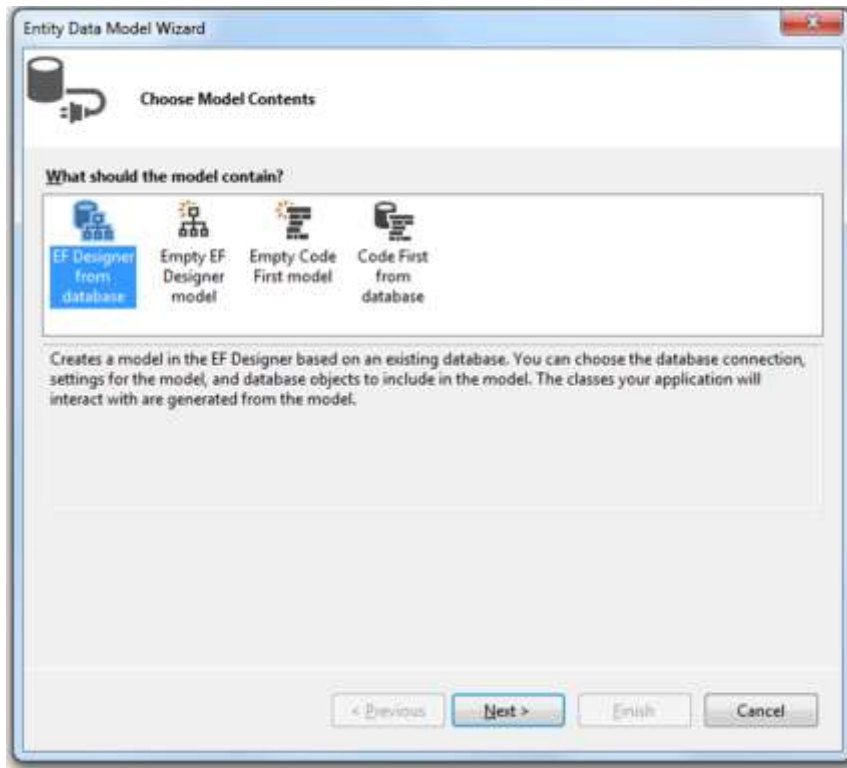 Entity Data Model Wizard
Choose Model Contents
What should the model contain?
EF Designer
from
database
Empty EF
Designer
model
Empty Code
First model
Code First
from
database
Creates a model in the EF Designer based on an existing database. You can choose the database connection,
settings for the model, and database objects to include in the model. The classes your application will
interact with are generated from the model.
< Previous
Next >
Finish
Cancel